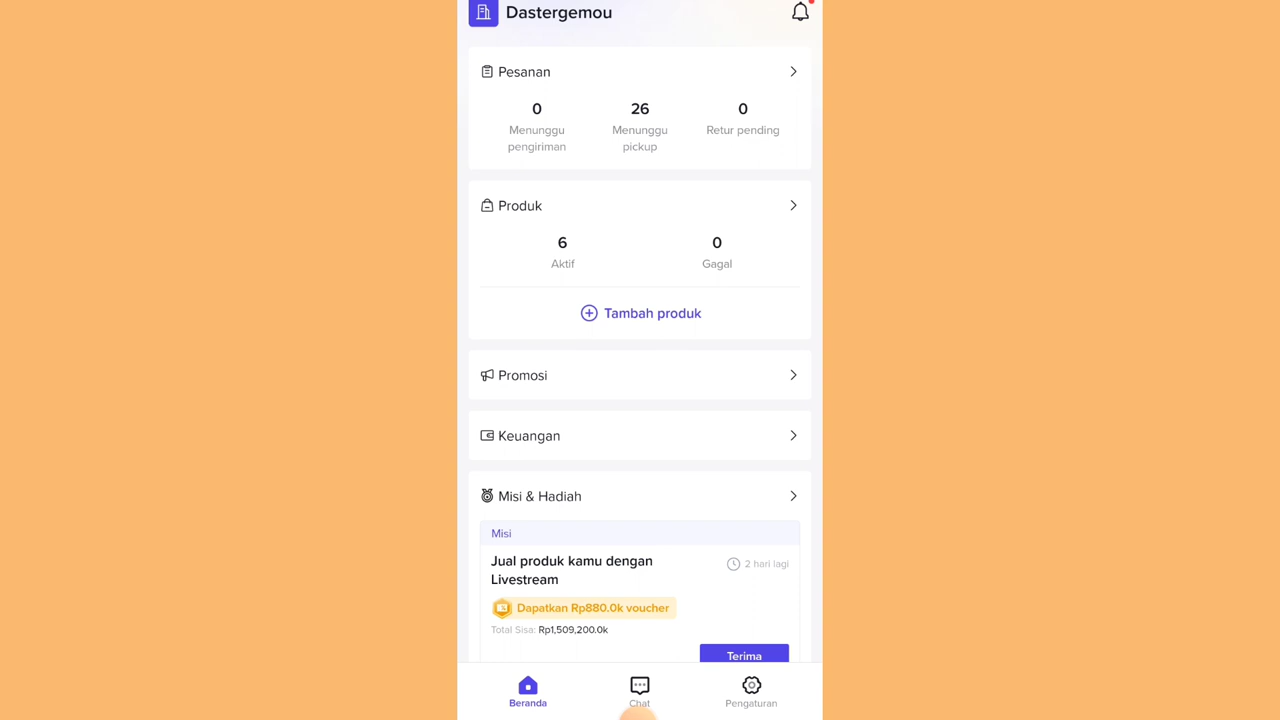 Dastergemou
Pesanan
0
Menunggu
pengiriman
26
Menunggu
pickup
0
Retur pending
Produk
6
Aktif
0
Gagal
Tambah produk
Promosi
Keuangan
Misi & Hadiah
Misi
Jual produk kamu dengan
Livestream
2 hari lagi
Dapatkan Rp880.0k voucher
Total Sisa: Rp1,509,200.0k
Terima
Beranda
Chat
Pengaturan